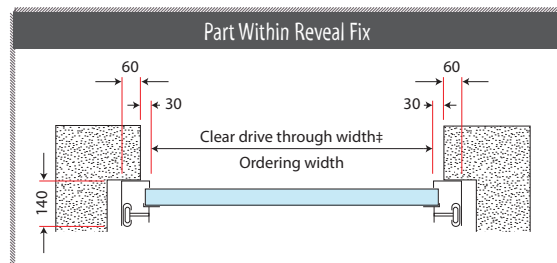 Part Within Reveal Fix
60
60
30
30
Clear drive through width‡
Ordering width
140